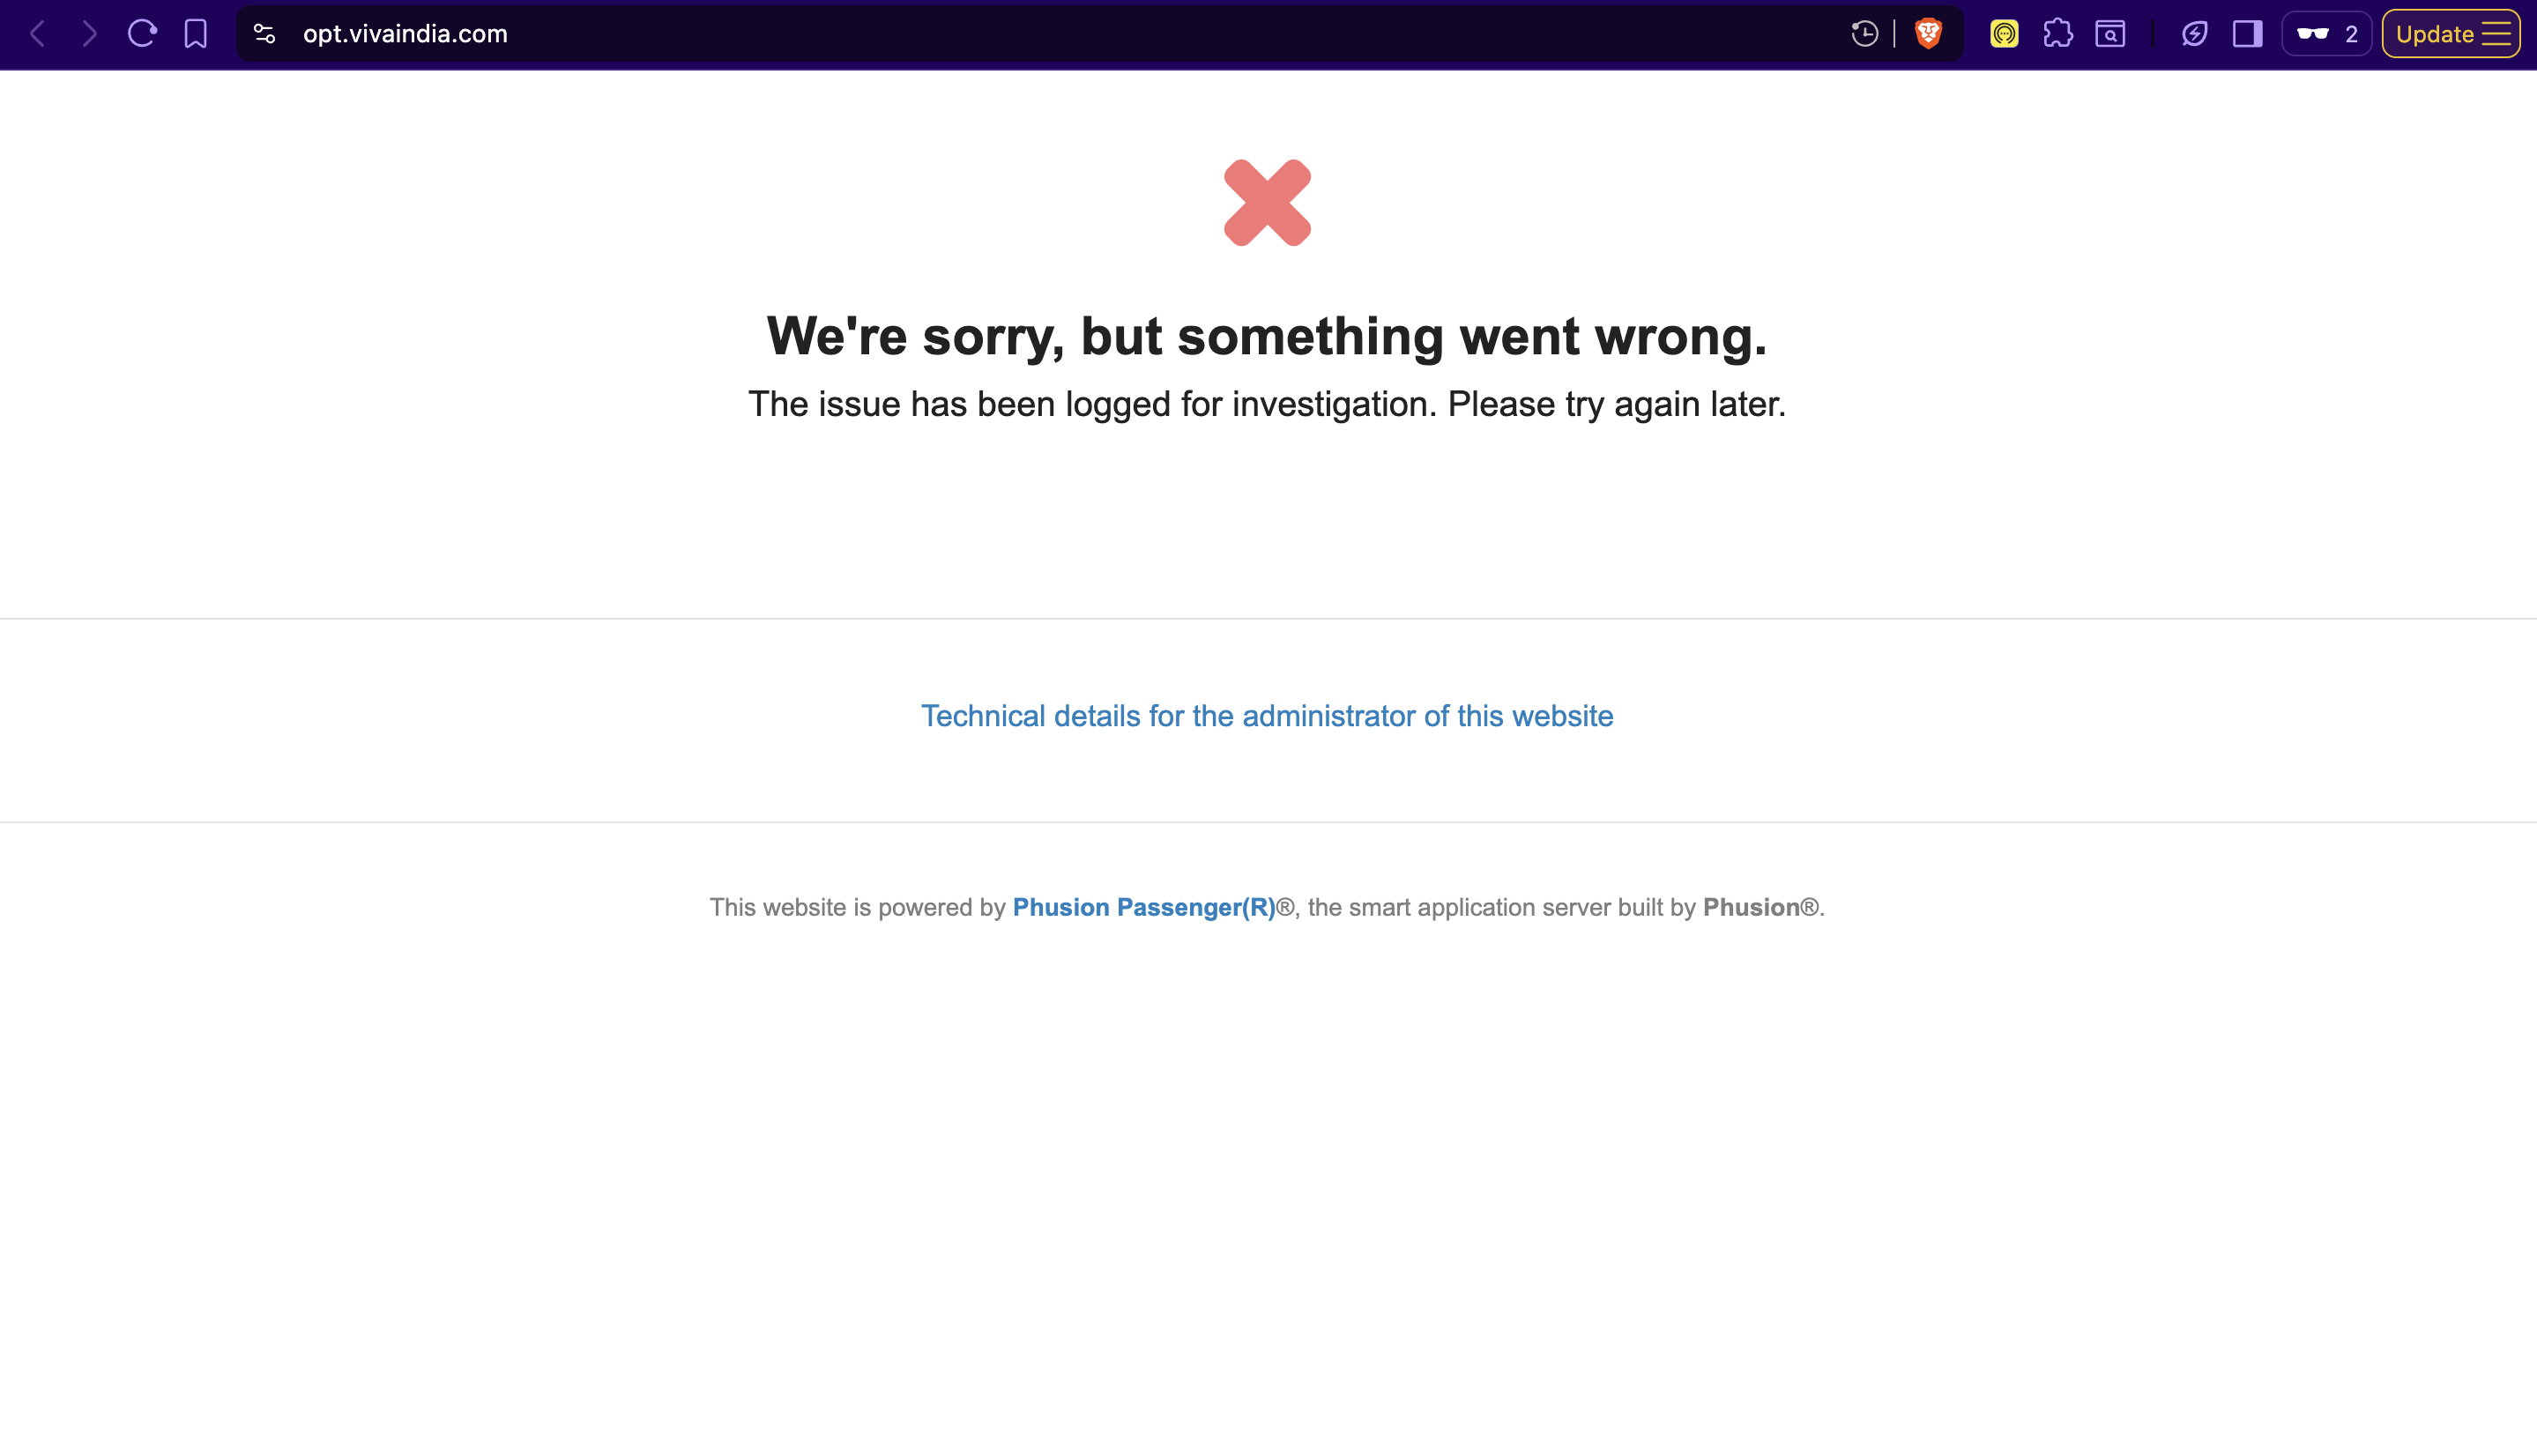 opt.vivaindia.com
2
Update
We're sorry, but something went wrong.
The issue has been logged for investigation. Please try again later.
Technical details for the administrator of this website
This website is powered by Phusion Passenger(R)®, the smart application server built by Phusion®.